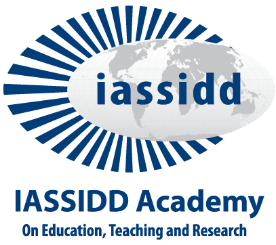 iassidd
IASSIDD Academy
On Education, Teaching and Research